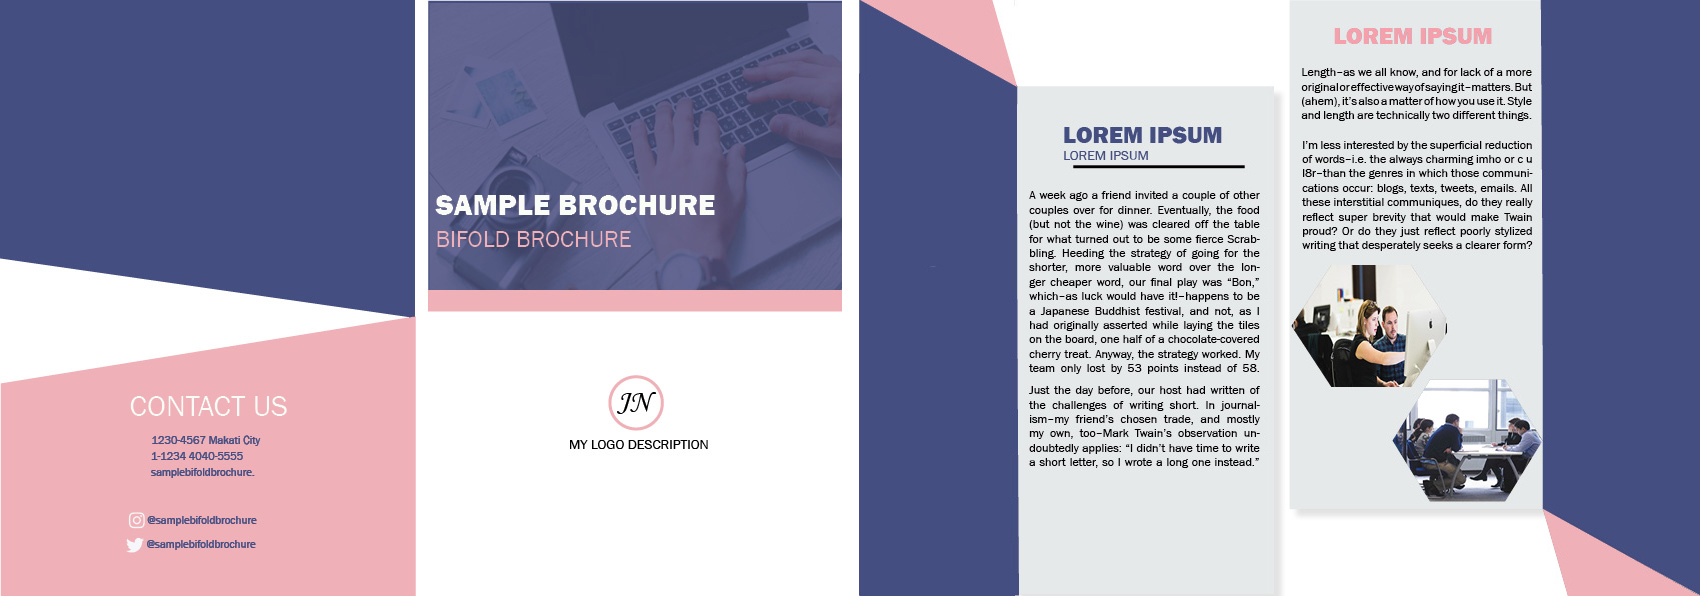 CONTACT US
1230-4567 Makati City
1-1234 4040-5555
samplebifoldbrochure.
@samplebifoldbrochure
@samplebifoldbrochure
SAMPLE BROCHURE
BIFOLD BROCHURE
JN
MY LOGO DESCRIPTION
LOREM IPSUM
LOREM IPSUM
A week ago a friend invited a couple of other
couples over for dinner. Eventually, the food
(but not the wine) was cleared off the table
for what turned out to be some fierce Scrab-
bling. Heeding the strategy of going for the
shorter, more valuable word over the lon-
ger cheaper word, our final play was “Bon,”
which–as luck would have it!–happens to be
a Japanese Buddhist festival, and not, as I
had originally asserted while laying the tiles
on the board, one half of a chocolate-covered
cherry treat. Anyway, the strategy worked. My
team only lost by 53 points instead of 58.
Just the day before, our host had written of
the challenges of writing short. In journal-
ism–my friend’s chosen trade, and mostly
my own, too–Mark Twain’s observation un-
doubtedly applies: “I didn’t have time to write
a short letter, so I wrote a long one instead.”
LOREM IPSUM
Length–as we all know, and for lack of a more
original or effective way of saying it–matters. But
(ahem), it’s also a matter of how you use it. Style
and length are technically two different things.
I’m less interested by the superficial reduction
of words–i.e. the always charming imho or c u
l8r–than the genres in which those communi-
cations occur: blogs, texts, tweets, emails. All
these interstitial communiques, do they really
reflect super brevity that would make Twain
proud? Or do they just reflect poorly stylized
writing that desperately seeks a clearer form?